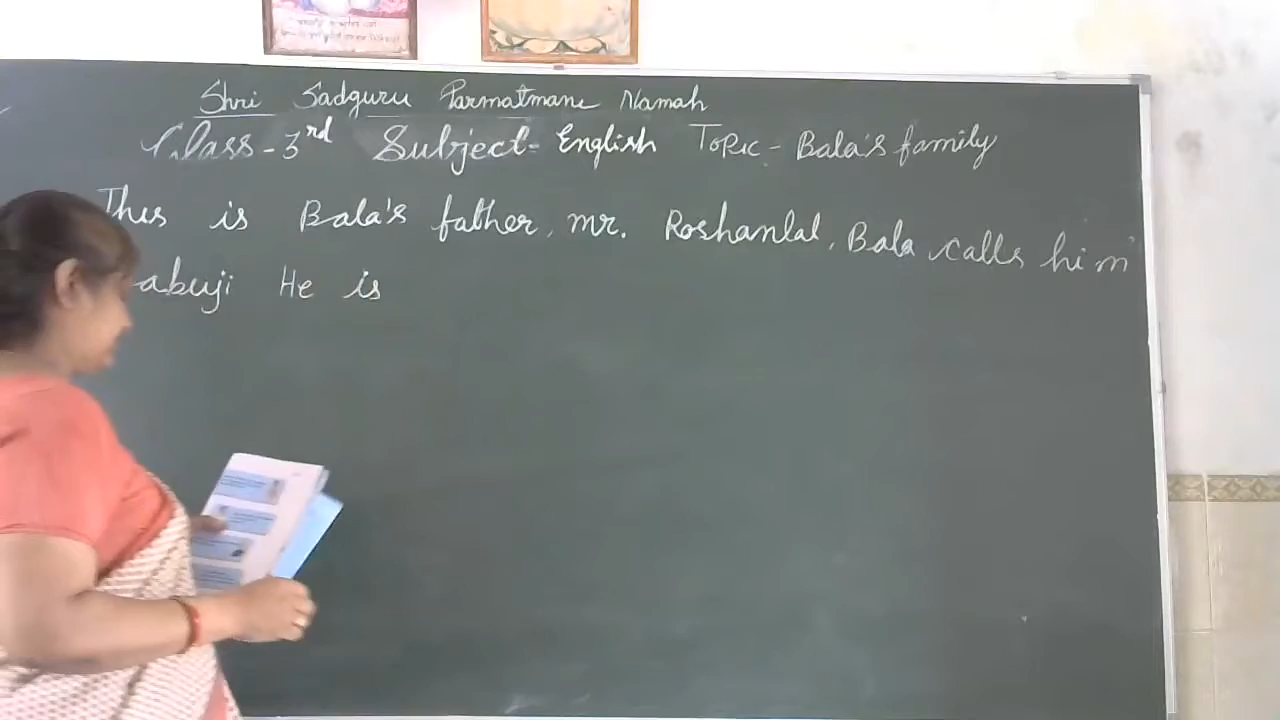 Shri Sadguru Parmatmane Namah
Class - 3rd Subject - English Topic - Bala's family
This is Bala's father, mr. Roshanlal, Bala calls him
abuji He is